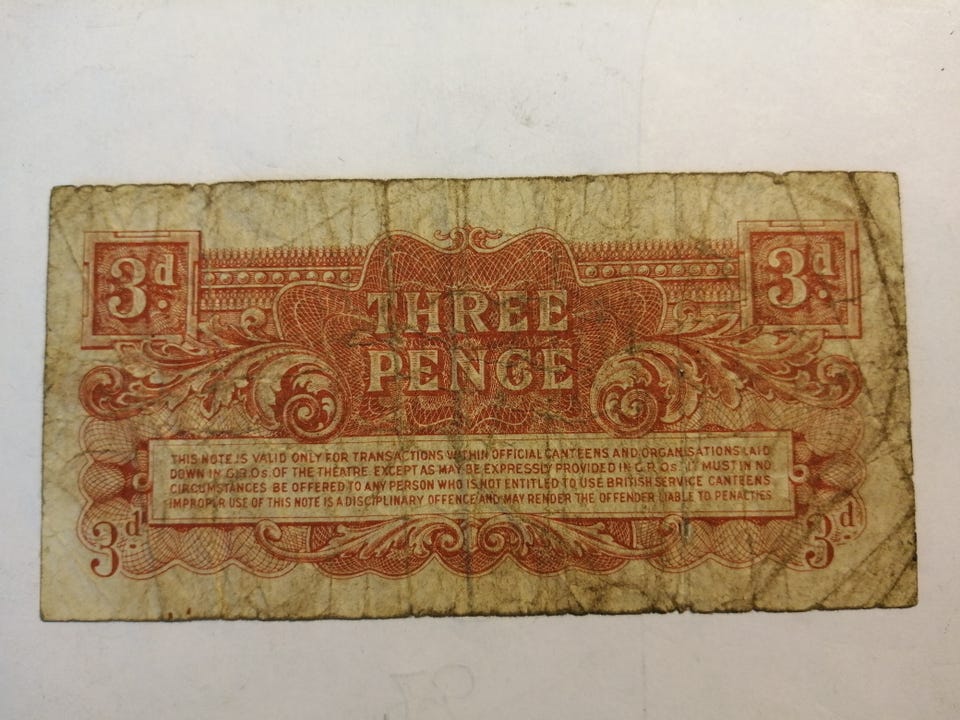 3d
3d
THREE
PENCE
THIS NOTE IS VALID ONLY FOR TRANSACTIONS WITHIN OFFICIAL CANTEENS AND ORGANISATIONS LAID
DOWN IN G.R.Os. OF THE THEATRE EXCEPT AS MAY BE EXPRESSLY PROVIDED IN G.R.Os. IT MUST IN NO
CIRCUMSTANCES BE OFFERED TO ANY PERSON WHO IS NOT ENTITLED TO USE BRITISH SERVICE CANTEENS
IMPROPER USE OF THIS NOTE IS A DISCIPLINARY OFFENCE AND MAY RENDER THE OFFENDER LIABLE TO PENALTIES
3d
3d